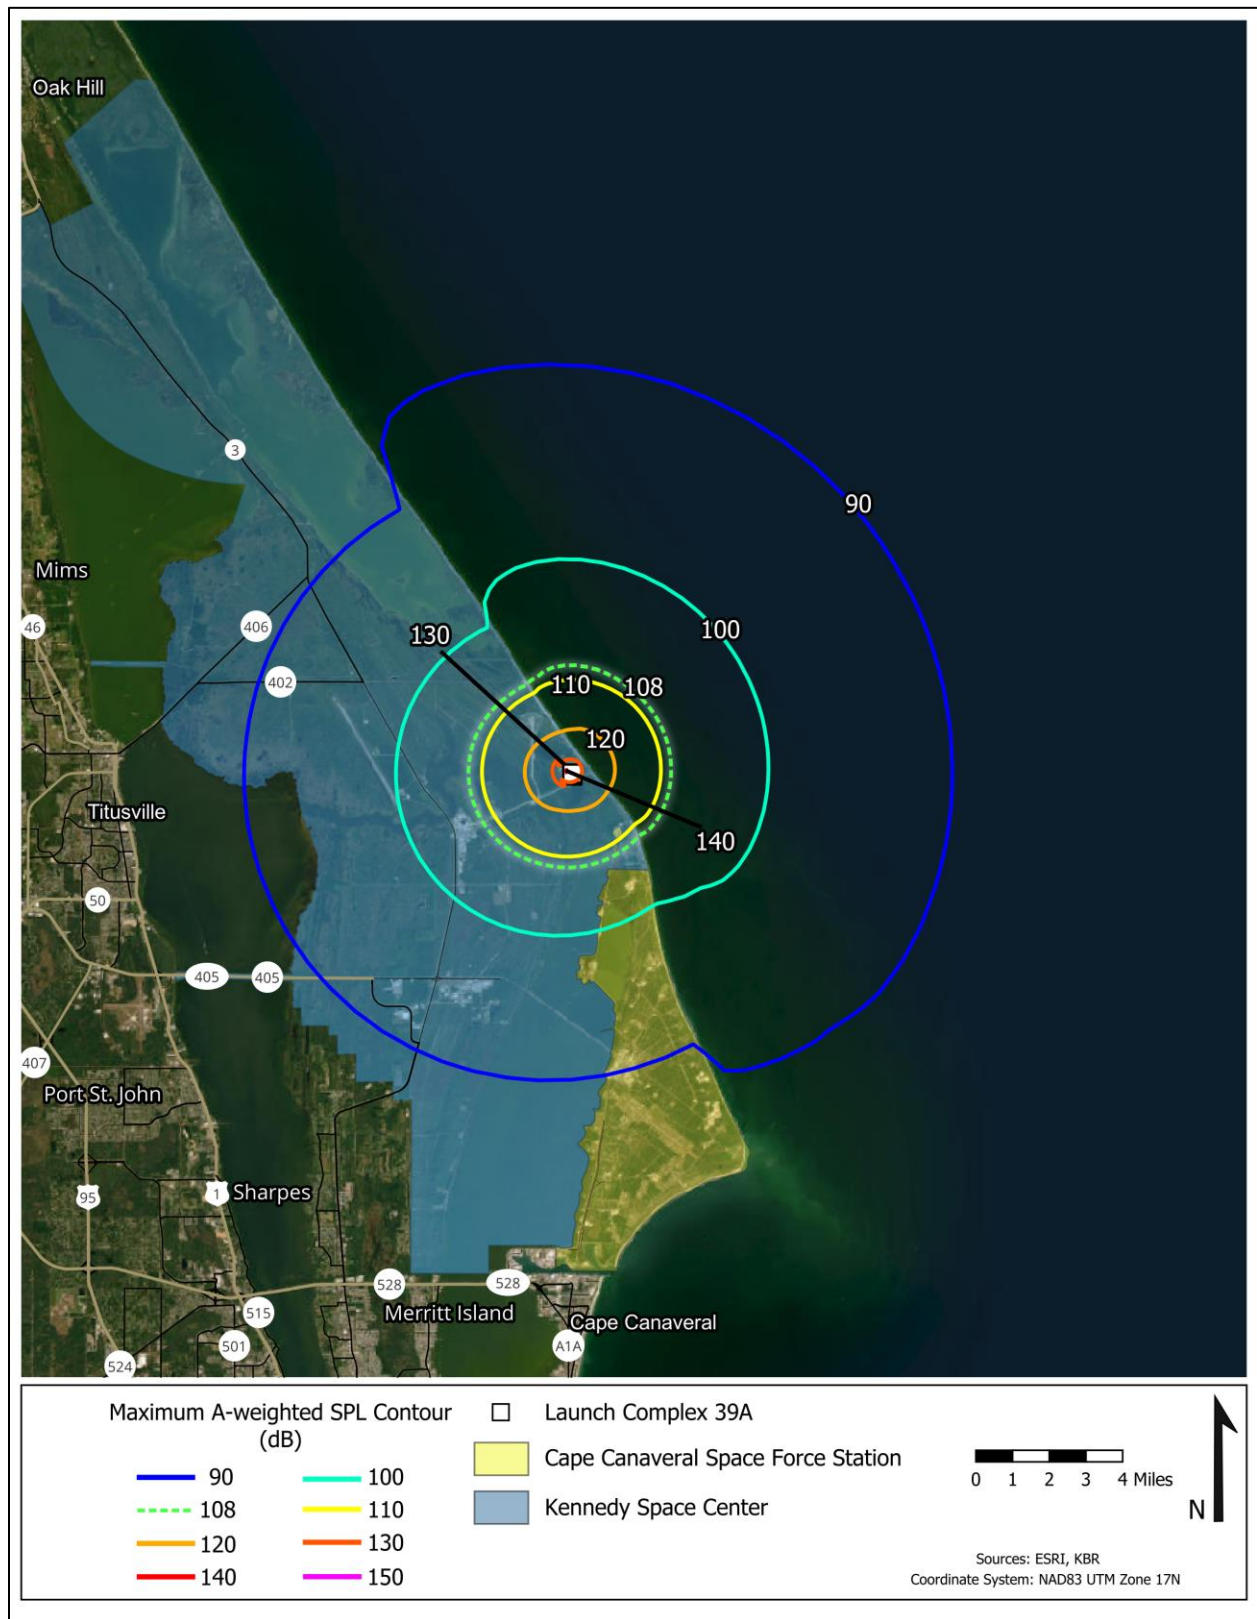 Oak Hill
3
90
Mims
46
406
130
100
402
110
108
120
Titusville
140
50
405
405
407
Port St. John
95
1
Sharpes
528
528
515
Merritt Island
Cape Canaveral
501
A1A
524
Maximum A-weighted SPL Contour
(dB)
90
100
108
110
120
130
140
150
Launch Complex 39A
Cape Canaveral Space Force Station
Kennedy Space Center
0 1 2 3 4 Miles
N
Sources: ESRI, KBR
Coordinate System: NAD83 UTM Zone 17N